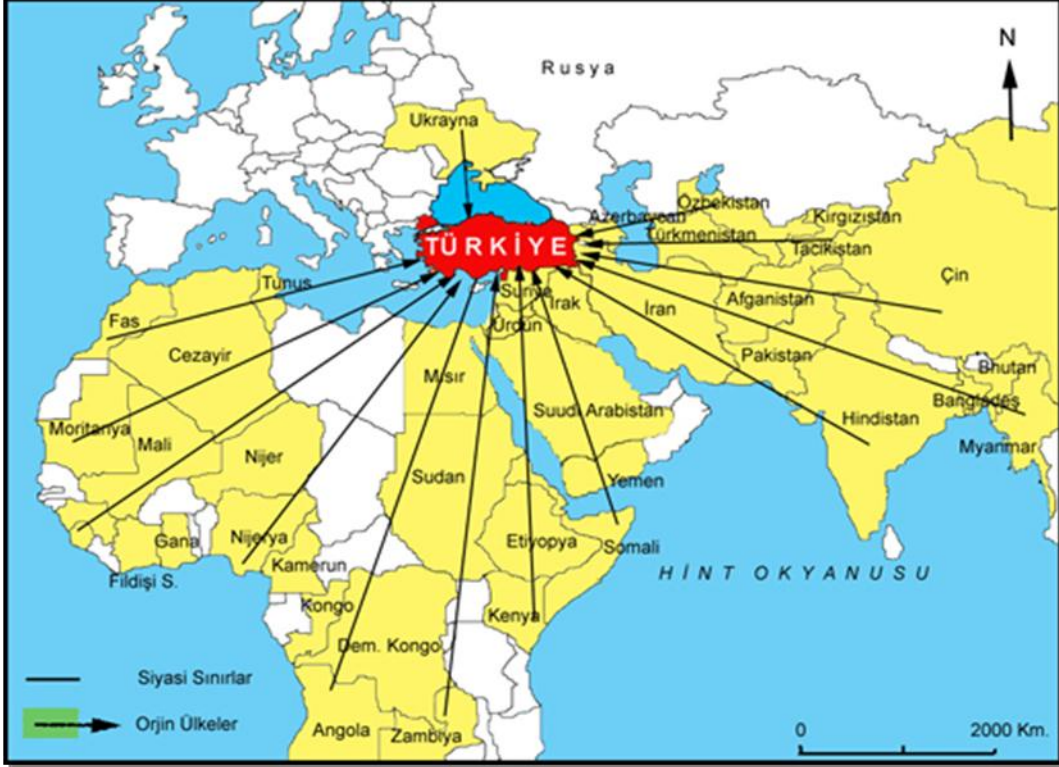 Rusya
N
Ukrayna
Özbekistan
Azerbaycan
Kırgızistan
TÜRKİYE
Türkmenistan
Tacikistan
Çin
Tunus
Suriye
Irak
İran
Afganistan
Fas
Ürdün
Cezayir
Pakistan
Mısır
Bhutan
Suudi Arabistan
Bangladeş
Hindistan
Moritanya
Mali
Myanmar
Nijer
Sudan
Yemen
Gana
Nijerya
Etiyopya
Somali
Fildişi S.
Kamerun
HİNT OKYANUSU
Kongo
Kenya
Dem. Kongo
Siyasi Sınırlar
Orjin Ülkeler
Angola
Zambiya
0 2000 Km.